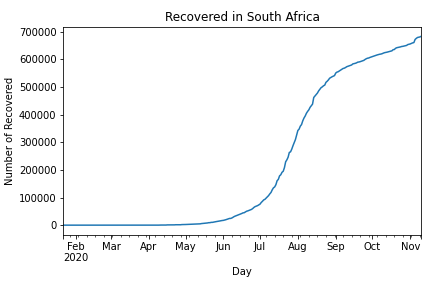 Recovered in South Africa
700000
600000
500000
400000
300000
200000
100000
0
Number of Recovered
Feb Mar Apr May Jun Jul Aug Sep Oct Nov
2020
Day